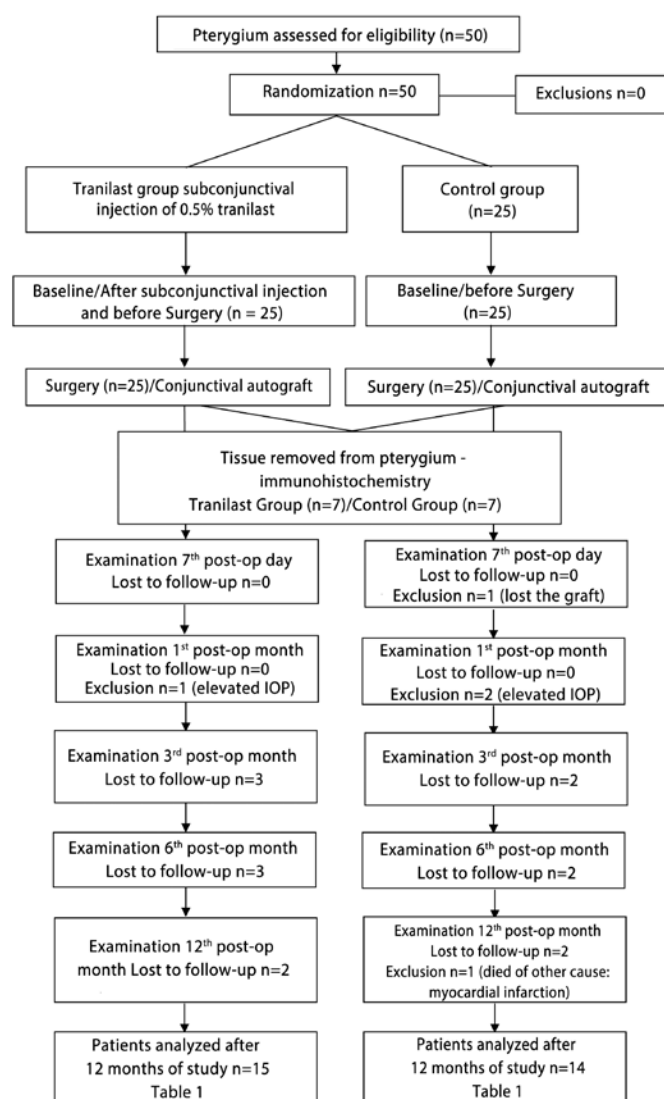 Pterygium assessed for eligibility (n=50)
Randomization n=50
Exclusions n=0
Tranilast group subconjunctival
injection of 0.5% tranilast
Control group
(n=25)
Baseline/After subconjunctival injection
and before Surgery (n = 25)
Baseline/before Surgery
(n=25)
Surgery (n=25)/Conjunctival autograft
Surgery (n=25)/Conjunctival autograft
Tissue removed from pterygium -
immunohistochemistry
Tranilast Group (n=7)/Control Group (n=7)
Examination 7th post-op day
Lost to follow-up n=0
Examination 7th post-op day
Lost to follow-up n=0
Exclusion n=1 (lost the graft)
Examination 1st post-op month
Lost to follow-up n=0
Exclusion n=1 (elevated IOP)
Examination 1st post-op month
Lost to follow-up n=0
Exclusion n=2 (elevated IOP)
Examination 3rd post-op month
Lost to follow-up n=3
Examination 3rd post-op month
Lost to follow-up n=2
Examination 6th post-op month
Lost to follow-up n=3
Examination 6th post-op month
Lost to follow-up n=2
Examination 12th post-op
month Lost to follow-up n=2
Examination 12th post-op month
Lost to follow-up n=2
Exclusion n=1 (died of other cause:
myocardial infarction)
Patients analyzed after
12 months of study n=15
Table 1
Patients analyzed after
12 months of study n=14
Table 1